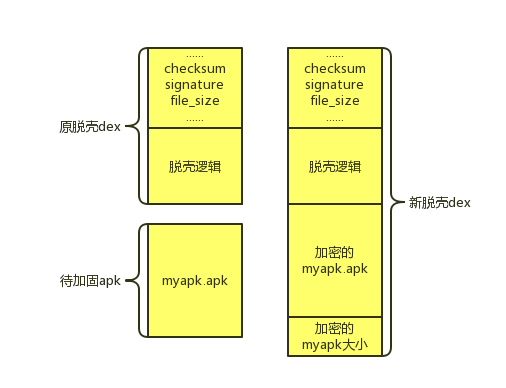 原脱壳dex
......
checksum
signature
file_size
......
脱壳逻辑
待加固apk
myapk.apk
......
checksum
signature
file_size
......
脱壳逻辑
加密的
myapk.apk
加密的
myapk大小
新脱壳dex